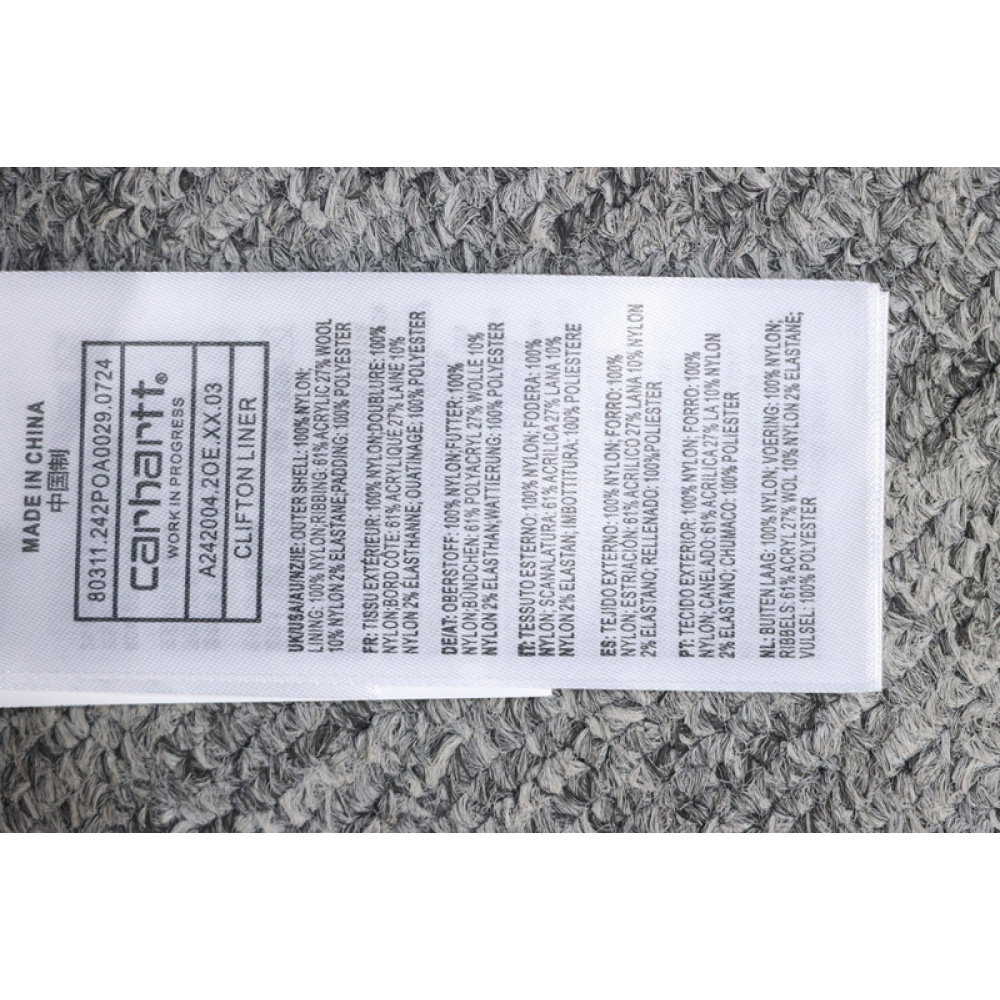 MADE IN CHINA
中国制
80311.242POA0029.0724
carhartt®
WORK IN PROGRESS
A242004.2OE.XX.03
CLIFTON LINER
UK/USA/AU/NZ/IE: OUTER SHELL: 100% NYLON;
LINING: 100% NYLON;RIBBING: 61% ACRYLIC 27% WOOL
10% NYLON 2% ELASTANE;PADDING: 100% POLYESTER
FR: TISSU EXTÉRIEUR: 100% NYLON;DOUBLURE: 100%
NYLON;BORD CÔTE: 61% ACRYLIQUE 27% LAINE 10%
NYLON 2% ELASTHANNE; OUATINAGE: 100% POLYESTER
DE/AT: OBERSTOFF: 100% NYLON;FUTTER: 100%
NYLON;BÜNDCHEN: 61% POLYACRYL 27% WOLLE 10%
NYLON 2% ELASTHAN;WATTIERUNG: 100% POLYESTER
IT: TESSUTO ESTERNO: 100% NYLON; FODERA: 100%
NYLON; SCANALATURA: 61% ACRILICA 27% LANA 10%
NYLON 2% ELASTAN; IMBOTTITURA: 100% POLIESTERE
ES: TEJIDO EXTERNO: 100% NYLON; FORRO: 100%
NYLON; ESTRIACIÓN: 61% ACRILICO 27% LANA 10% NYLON
2% ELASTANO; RELLENADO: 100%POLIESTER
PT: TECIDO EXTERIOR: 100% NYLON; FORRO: 100%
NYLON; CANELADO: 61% ACRILICA 27% LA 10% NYLON
2% ELASTANO; CHUMACO: 100% POLIESTER
NL: BUITEN LAAG: 100% NYLON; VOERING: 100% NYLON;
RIBBELS: 61% ACRYL 27% WOL 10% NYLON 2% ELASTANE;
VULSEL: 100% POLYESTER